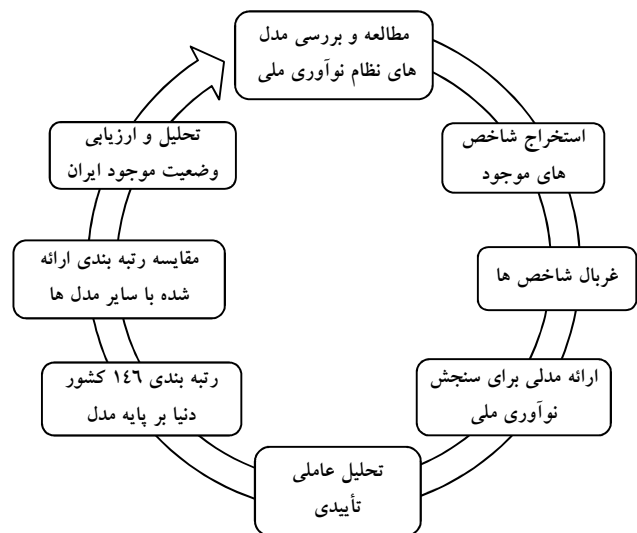 مطالعه و بررسی مدل
های نظام نوآوری ملی
استخراج شاخص
های موجود
غربال شاخص ها
ارائه مدلی برای سنجش
نوآوری ملی
تحلیل عاملی
تأییدی
رتبه بندی ١٤٦ کشور
دنیا بر پایه مدل
مقایسه رتبه بندی ارائه
شده با سایر مدل ها
تحلیل و ارزیابی
وضعیت موجود ایران